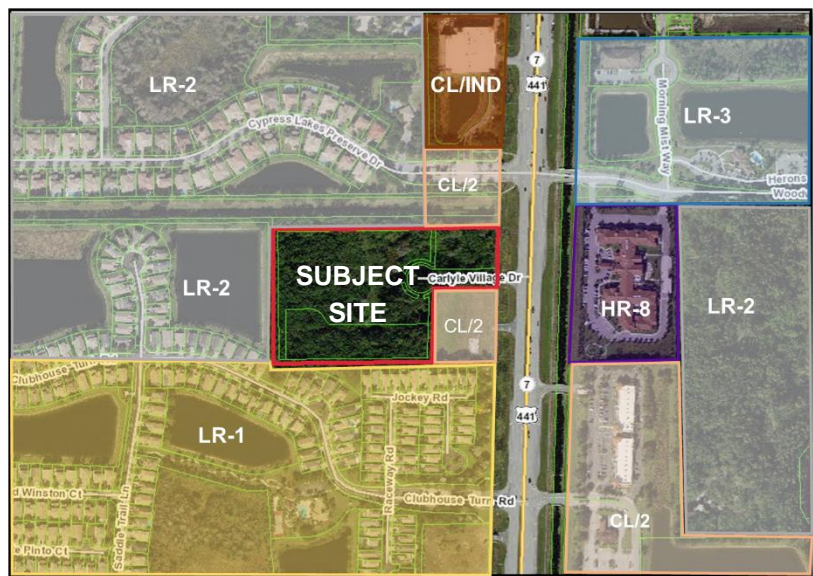 LR-2
CL/IND
7
441
LR-3
Morning Mist Way
Cypress Lakes Preserve Dr
Herons
Wood
CL/2
LR-2
SUBJECT
SITE
Carlyle Village Dr
CL/2
HR-8
LR-2
Clubhouse Turn
7
441
Jockey Rd
LR-1
Raceway Rd
d Winston Ct
Saddle Trail Ln
Clubhouse Turn Rd
CL/2
e Pinto Ct